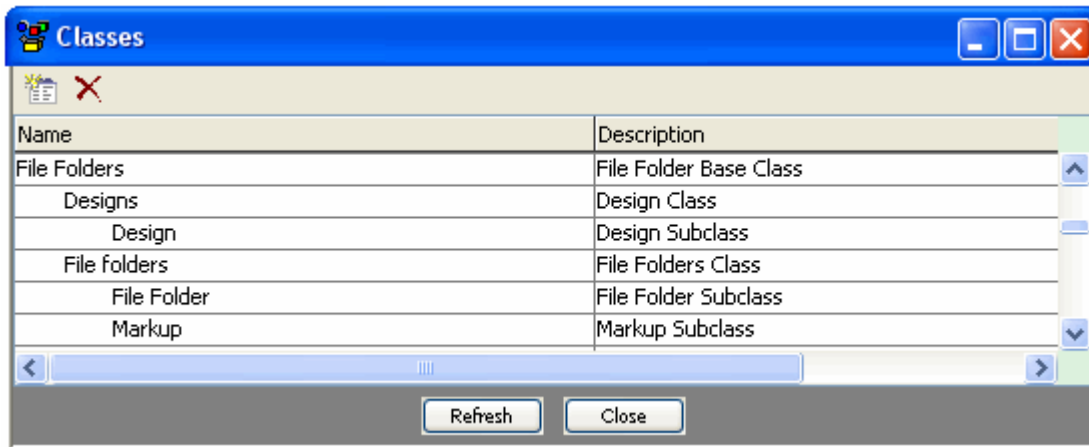 Classes
Name Description
File Folders File Folder Base Class
Designs Design Class
Design Design Subclass
File folders File Folders Class
File Folder File Folder Subclass
Markup Markup Subclass
Refresh Close